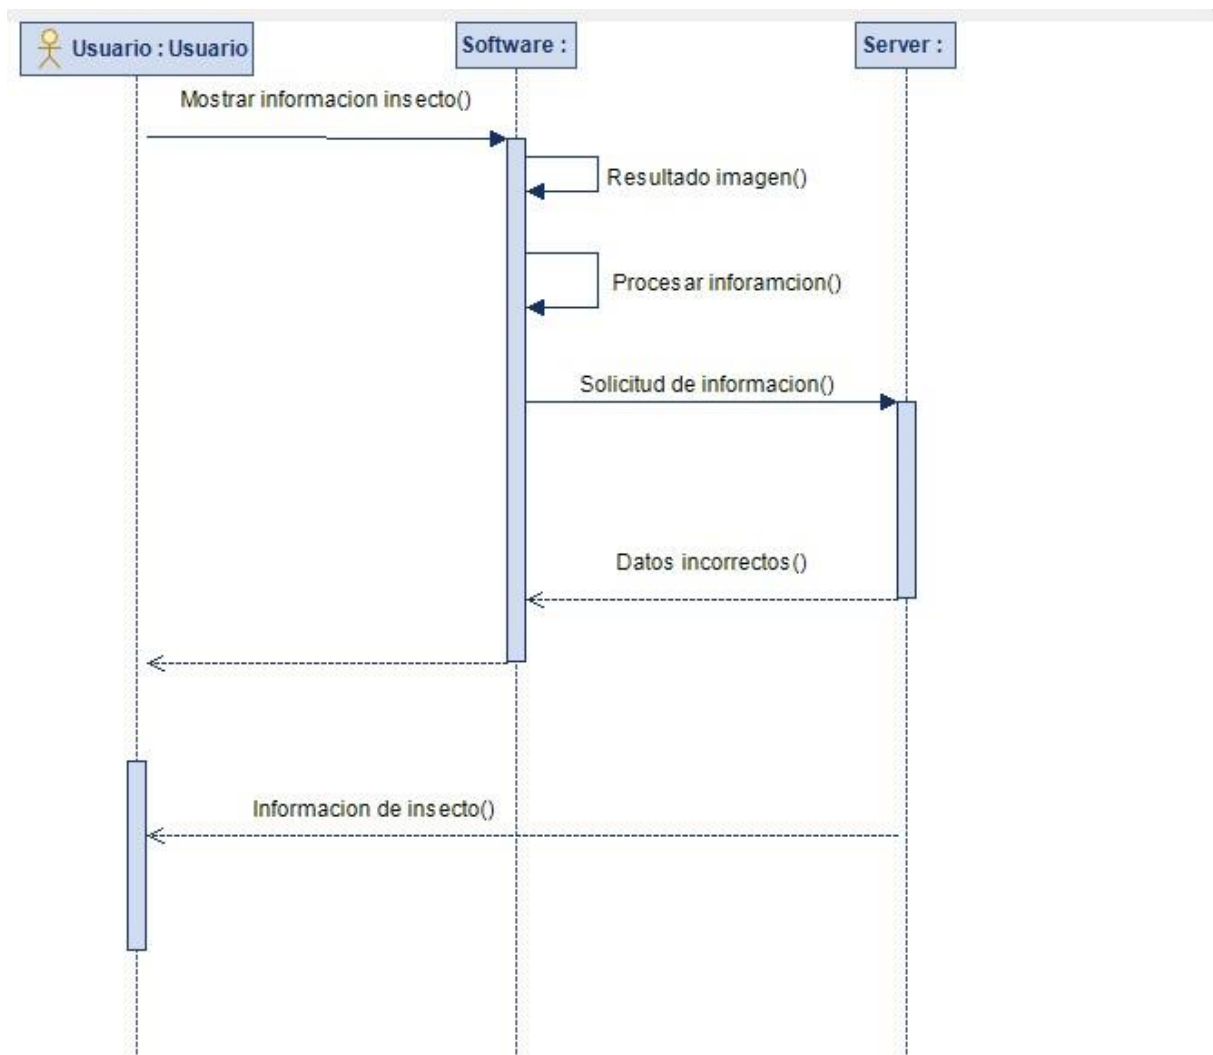 Usuario : Usuario
Software :
Server :
Mostrar informacion insecto()
Resultado imagen()
Procesar inforamcion()
Solicitud de informacion()
Datos incorrectos()
Informacion de insecto()